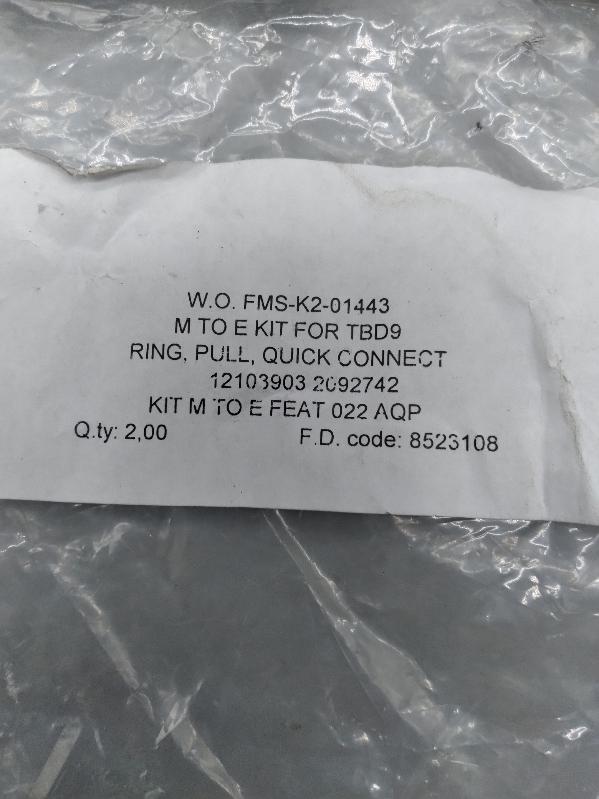 W.O. FMS-K2-01443
M TO E KIT FOR TBD9
RING, PULL, QUICK CONNECT
12103903 2092742
KIT M TO E FEAT 022 AQP
Q.ty: 2,00 F.D. code: 8523108